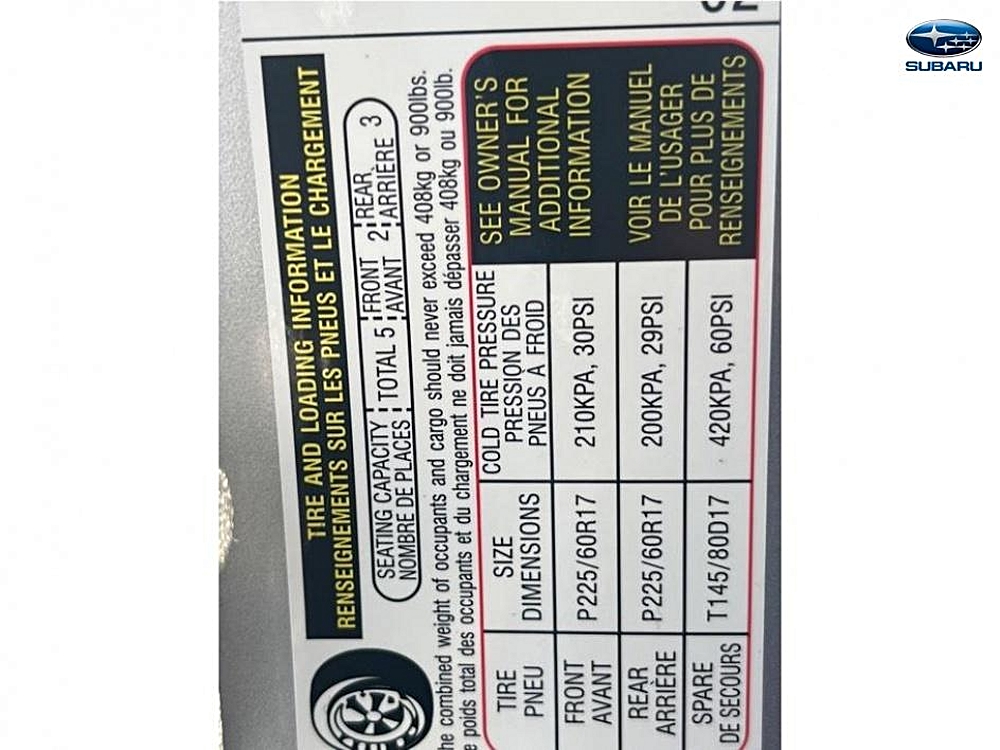 SUBARU
TIRE AND LOADING INFORMATION
RENSEIGNEMENTS SUR LES PNEUS ET LE CHARGEMENT
SEATING CAPACITY TOTAL 5 FRONT 2 REAR 3
NOMBRE DE PLACES AVANT ARRIÈRE
combined weight of occupants and cargo should never exceed 408kg or 900lbs.
poids total des occupants et du chargement ne doit jamais dépasser 408kg ou 900lb.
TIRE SIZE COLD TIRE PRESSURE
PNEU DIMENSIONS PRESSION DES
PNEUS À FROID
FRONT P225/60R17 210KPA, 30PSI
AVANT
REAR P225/60R17 200KPA, 29PSI
ARRIÈRE
SPARE T145/80D17 420KPA, 60PSI
DE SECOURS
SEE OWNER'S
MANUAL FOR
ADDITIONAL
INFORMATION
VOIR LE MANUEL
DE L'USAGER
POUR PLUS DE
RENSEIGNEMENTS